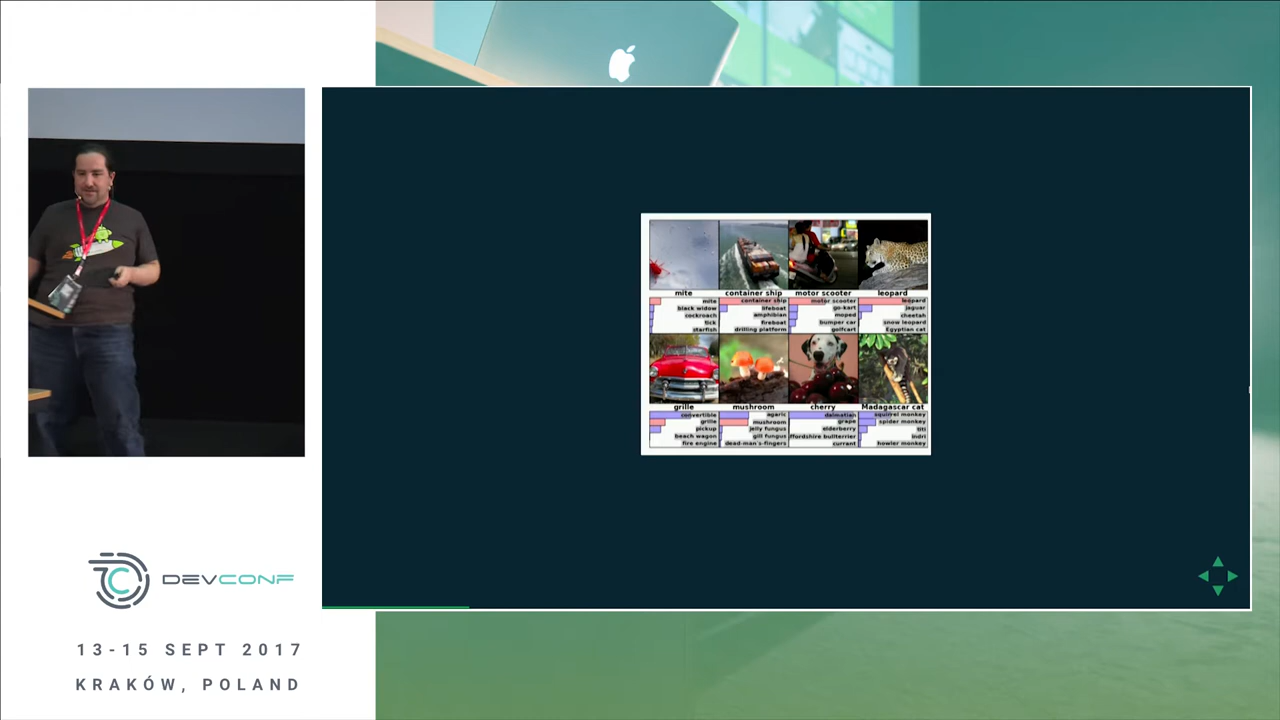 mite
container ship
motor scooter
leopard
mite
black widow
cockroach
tick
starfish
container ship
lifeboat
amphibian
fireboat
drilling platform
motor scooter
go-kart
moped
bumper car
golfcart
leopard
jaguar
cheetah
snow leopard
Egyptian cat
grille
mushroom
cherry
Madagascar cat
convertible
grille
pickup
beach wagon
fire engine
agaric
mushroom
jelly fungus
gill fungus
dead-man's-fingers
dalmatian
grape
elderberry
ffordshire bullterrier
currant
squirrel monkey
spider monkey
titi
indri
howler monkey
DEVCONF
13-15 SEPT 2017
KRAKÓW, POLAND